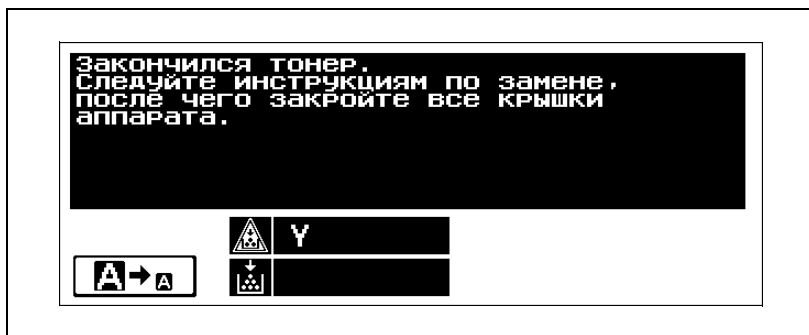 Закончился тонер.
Следуйте инструкциям по замене,
после чего закройте все крышки
аппарата.
Y
A→A